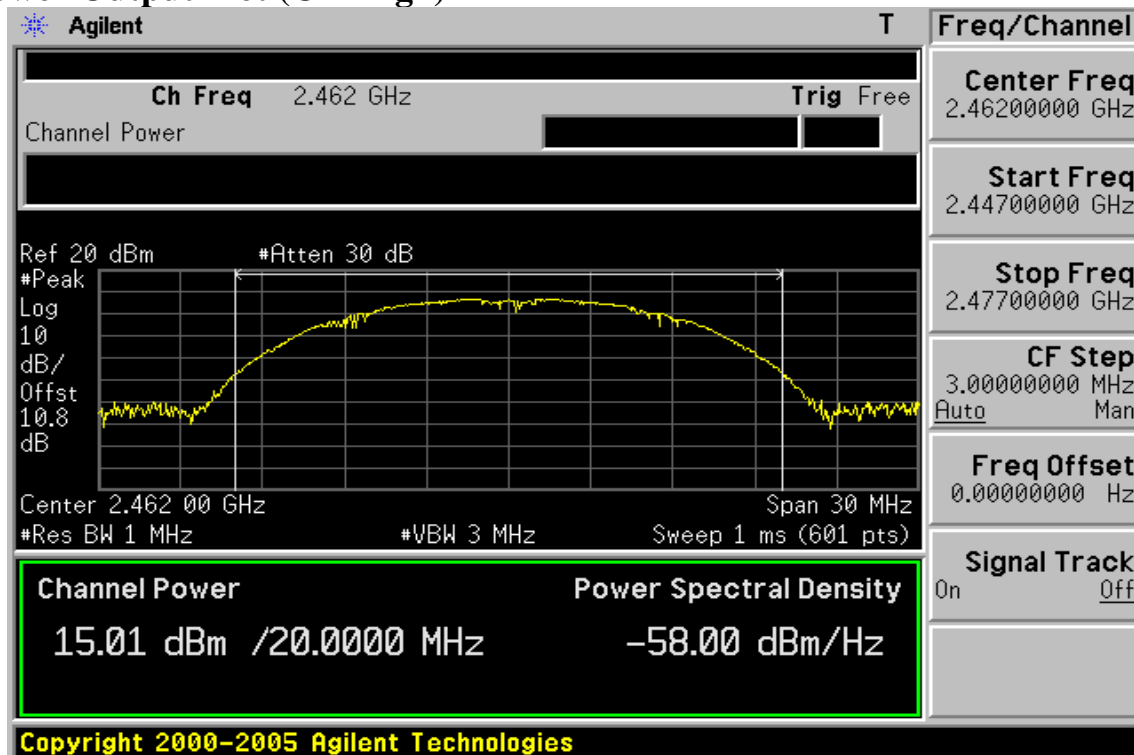 Agilent T
Freq/Channel
Ch Freq 2.462 GHz Trig Free
Channel Power
Center Freq
2.46200000 GHz
Start Freq
2.44700000 GHz
Stop Freq
2.47700000 GHz
CF Step
3.00000000 MHz
Auto Man
Freq Offset
0.00000000 Hz
Signal Track
On Off
Ref 20 dBm #Atten 30 dB
#Peak
Log
10
dB/
Offst
10.8
dB
Center 2.462 00 GHz Span 30 MHz
#Res BW 1 MHz #VBW 3 MHz Sweep 1 ms (601 pts)
Channel Power Power Spectral Density
15.01 dBm /20.0000 MHz -58.00 dBm/Hz
Copyright 2000-2005 Agilent Technologies